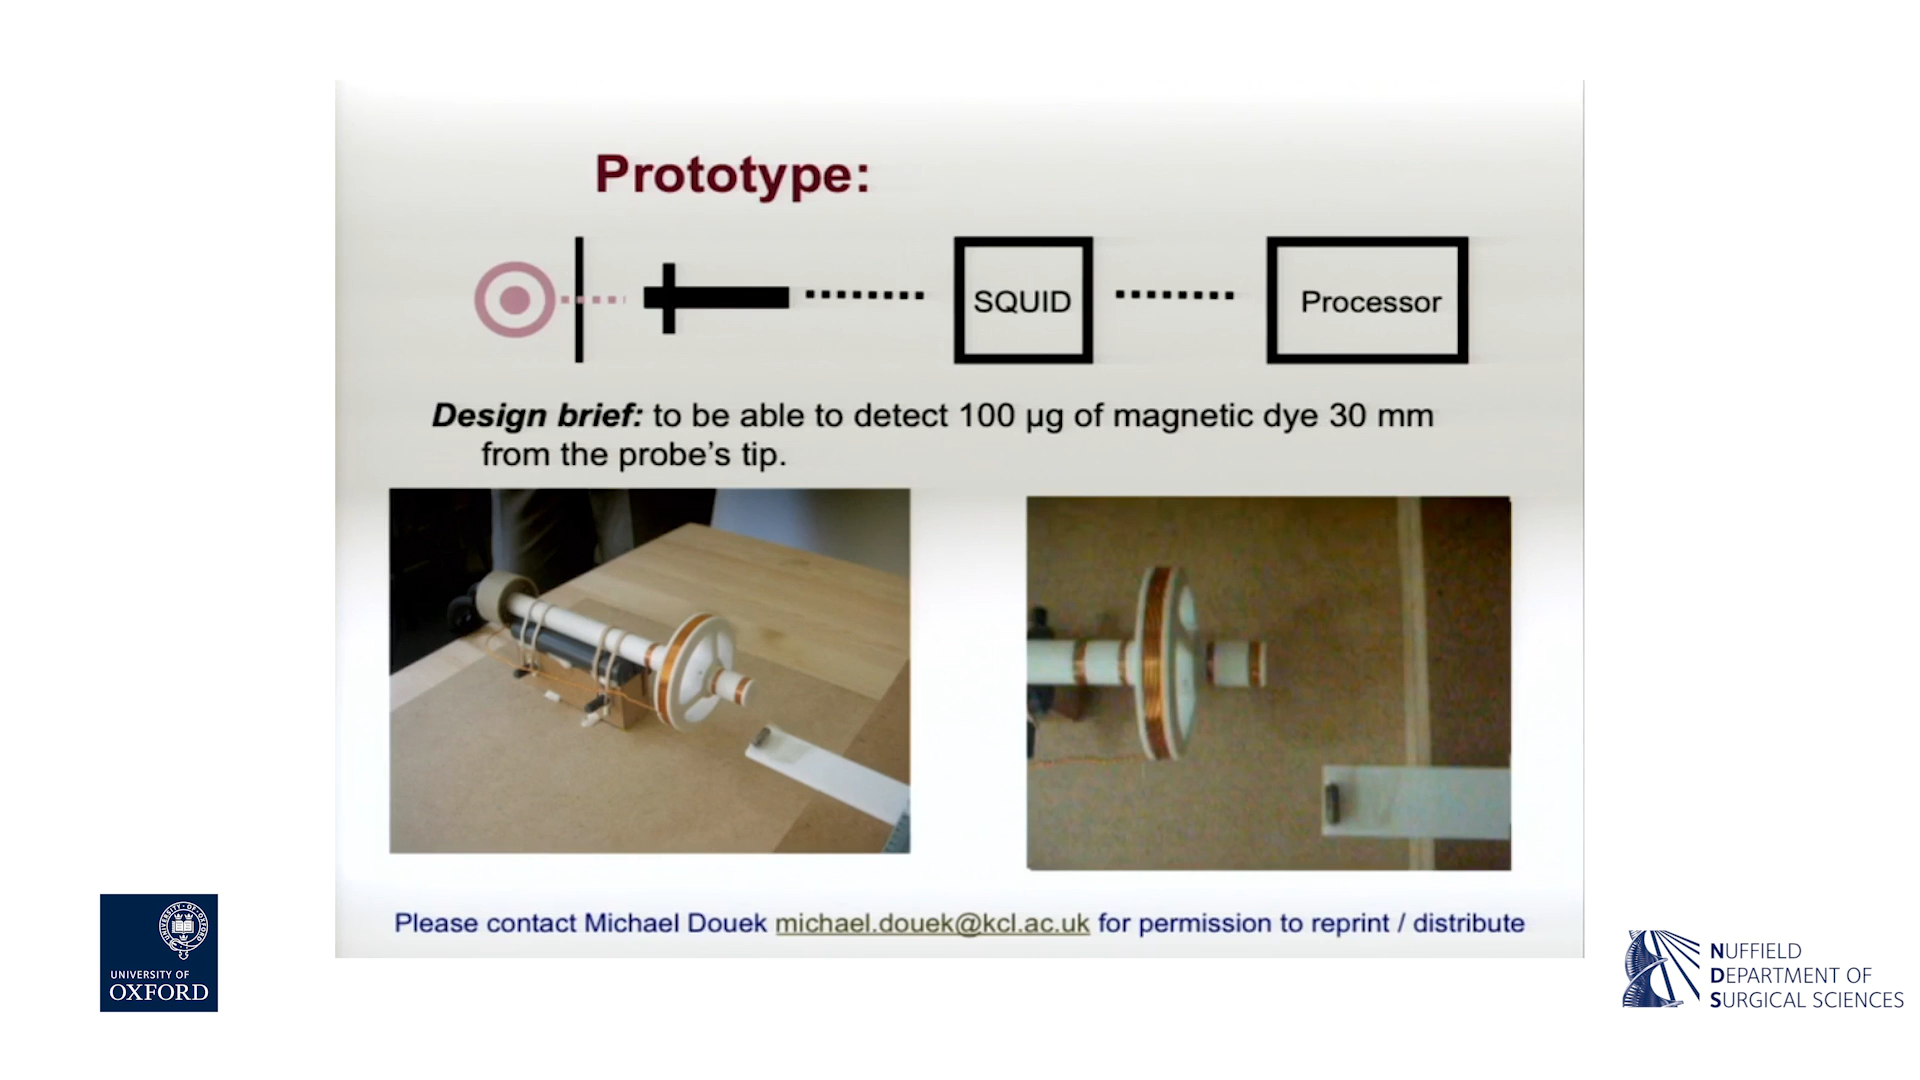 Prototype:
SQUID
Processor
Design brief: to be able to detect 100 µg of magnetic dye 30 mm
from the probe's tip.
Please contact Michael Douek michael.douek@kcl.ac.uk for permission to reprint / distribute
UNIVERSITY OF
OXFORD
NUFFIELD
DEPARTMENT OF
SURGICAL SCIENCES